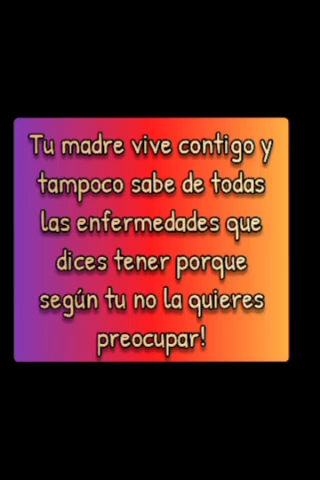 Tu madre vive contigo y
tampoco sabe de todas
las enfermedades que
dices tener porque
según tu no la quieres
preocupar!